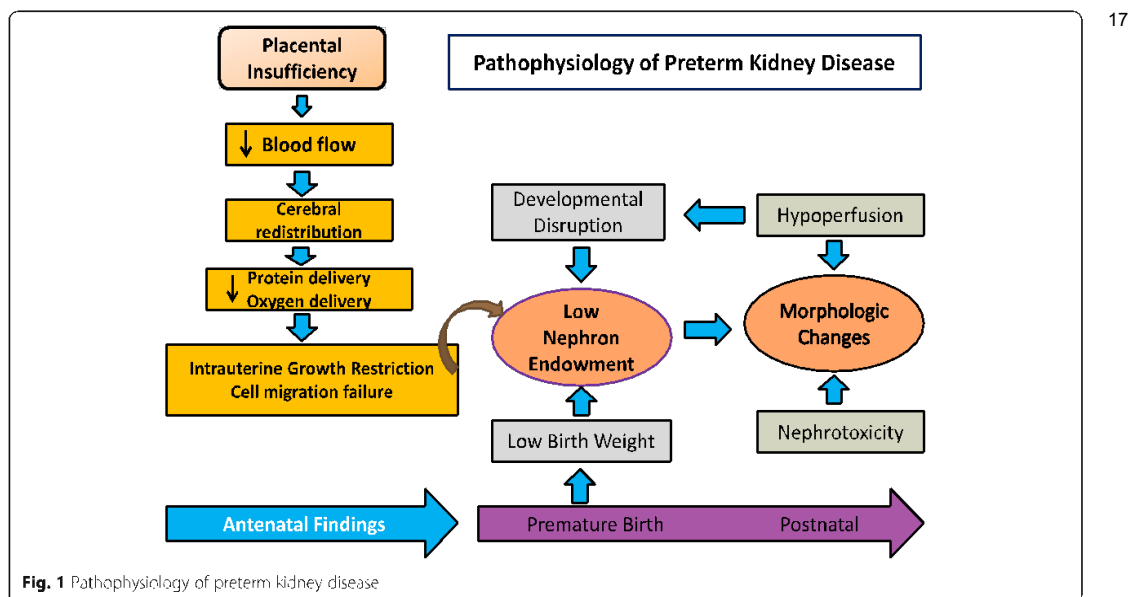 17
Placental
Insufficiency
Pathophysiology of Preterm Kidney Disease
↓ Blood flow
Cerebral
redistribution
↓ Protein delivery
Oxygen delivery
Intrauterine Growth Restriction
Cell migration failure
Developmental
Disruption
Hypoperfusion
Low
Nephron
Endowment
Morphologic
Changes
Low Birth Weight
Nephrotoxicity
Antenatal Findings
Premature Birth
Postnatal
Fig. 1 Pathophysiology of preterm kidney disease